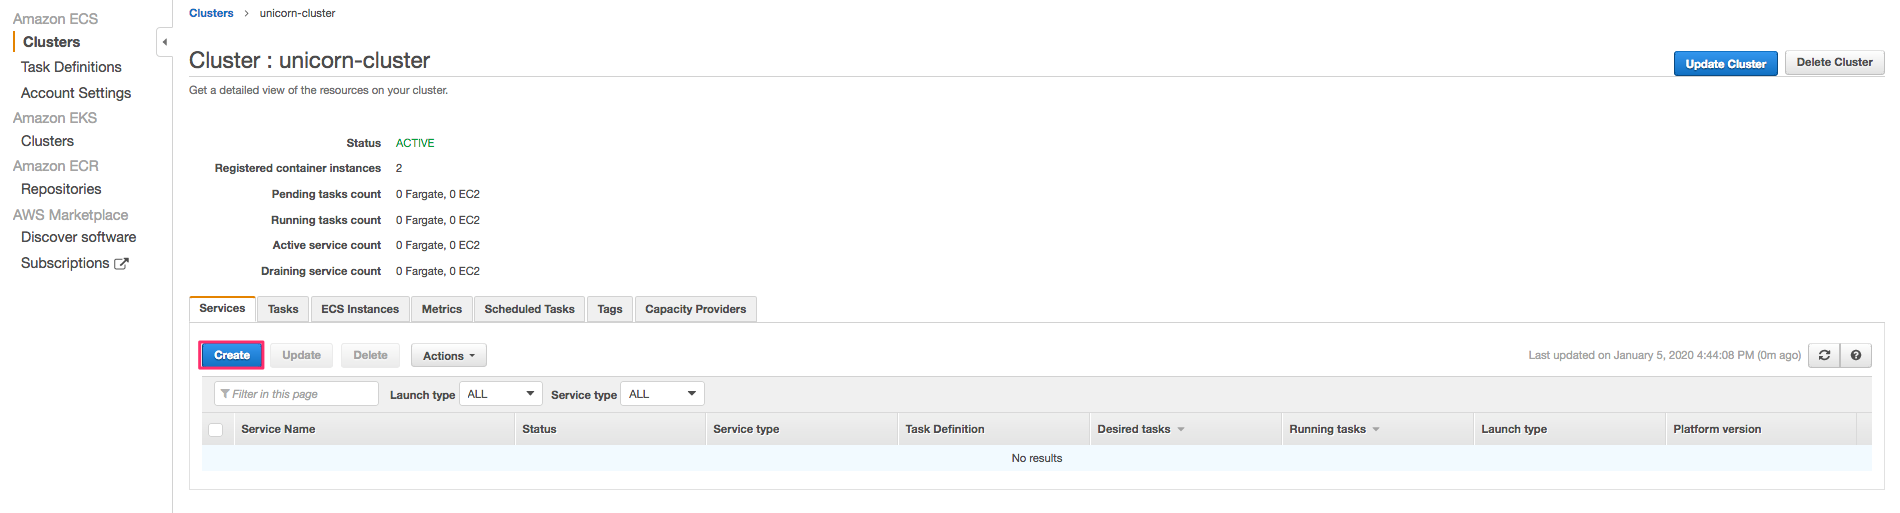 Amazon ECS
Clusters
Task Definitions
Account Settings
Amazon EKS
Clusters
Amazon ECR
Repositories
AWS Marketplace
Discover software
Subscriptions
Clusters > unicorn-cluster
Cluster : unicorn-cluster
Update Cluster Delete Cluster
Get a detailed view of the resources on your cluster.
Status ACTIVE
Registered container instances 2
Pending tasks count 0 Fargate, 0 EC2
Running tasks count 0 Fargate, 0 EC2
Active service count 0 Fargate, 0 EC2
Draining service count 0 Fargate, 0 EC2
Services Tasks ECS Instances Metrics Scheduled Tasks Tags Capacity Providers
Create Update Delete Actions Last updated on January 5, 2020 4:44:08 PM (0m ago)
Filter in this page Launch type ALL Service type ALL
Service Name Status Service type Task Definition Desired tasks Running tasks Launch type Platform version
No results